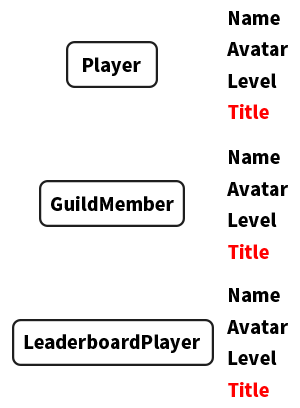 Name
Avatar
Player
Level
Title
Name
Avatar
GuildMember
Level
Title
Name
Avatar
LeaderboardPlayer
Level
Title